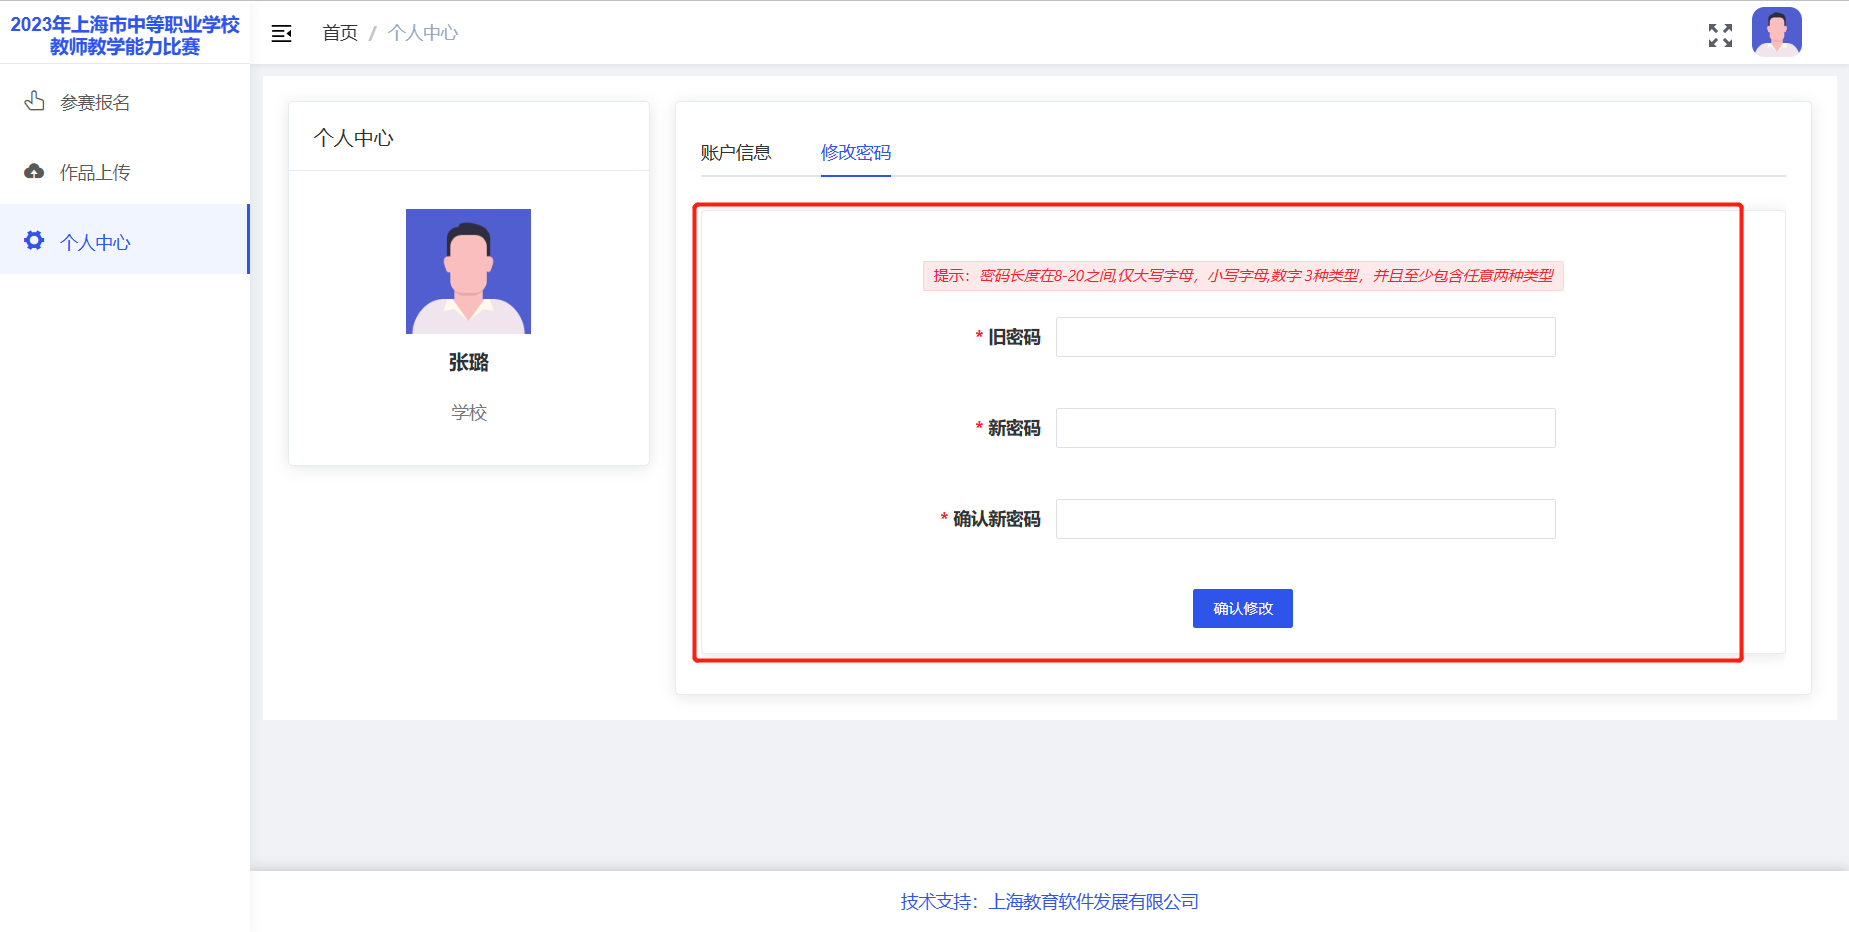 2023年上海市中等职业学校
教师教学能力比赛
首页 / 个人中心
参赛报名
作品上传
个人中心
个人中心
张璐
学校
账户信息 修改密码
提示：密码长度在8-20之间,仅大写字母，小写字母,数字 3种类型，并且至少包含任意两种类型
* 旧密码
* 新密码
* 确认新密码
确认修改
技术支持：上海教育软件发展有限公司